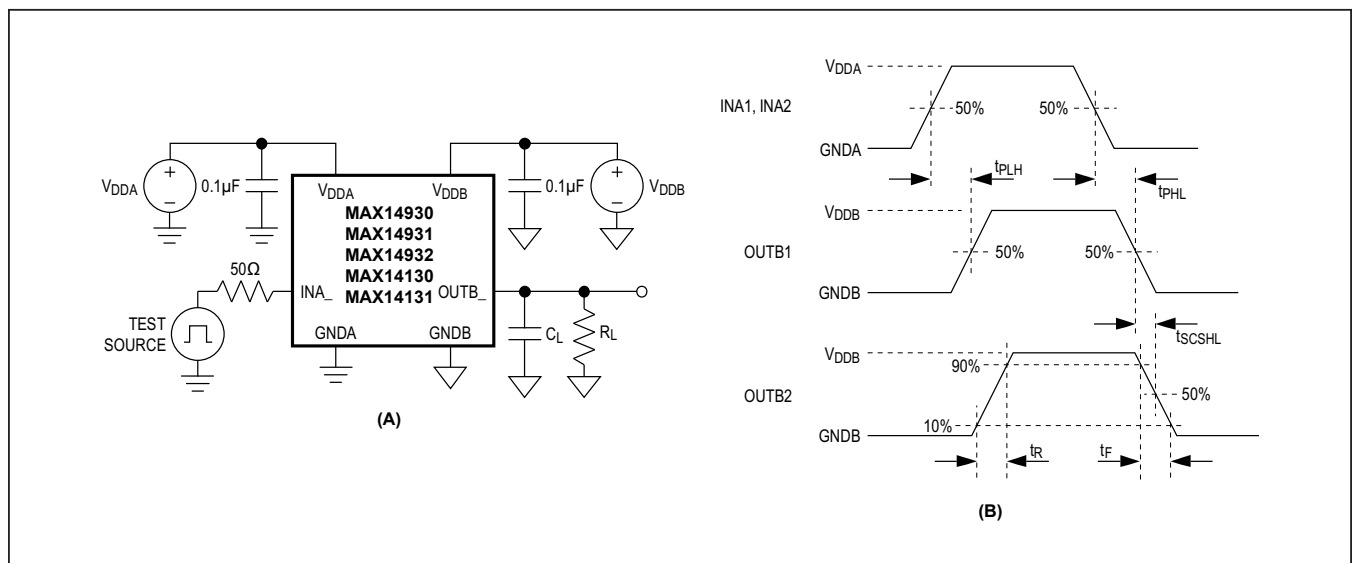 VDDA
0.1µF
VDDA
VDDB
0.1µF
VDDB
MAX14930
MAX14931
MAX14932
MAX14130
MAX14131
50Ω
INA_
OUTB_
TEST
SOURCE
GNDA
GNDB
CL
RL
(A)
VDDA
INA1, INA2
50%
50%
GNDA
tPLH
tPHL
VDDB
OUTB1
50%
50%
GNDB
tSCSHL
VDDB
90%
OUTB2
50%
10%
GNDB
tR
tF
(B)